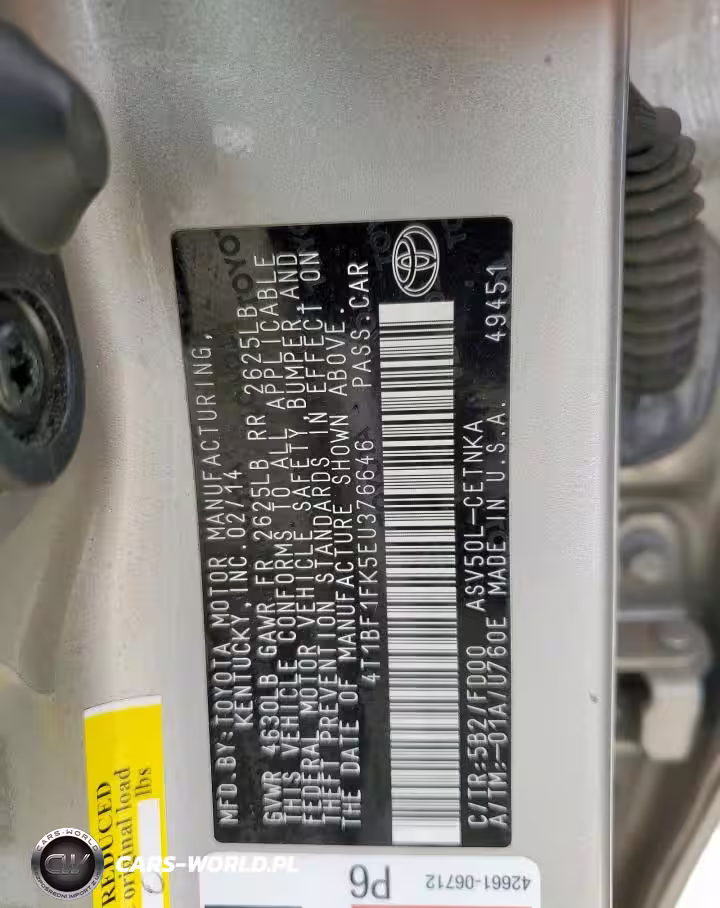 MFD.BY:TOYOTA MOTOR MANUFACTURING,
KENTUCKY,INC.02/14
GVWR 4630LB GAWR FR 2625LB RR 2625LB
THIS VEHICLE CONFORMS TO ALL APPLICABLE
FEDERAL MOTOR VEHICLE SAFETY,BUMPER,AND
THEFT PREVENTION STANDARDS IN EFFECT ON
THE DATE OF MANUFACTURE SHOWN ABOVE.
4T1BF1FK5EU376646 PASS.CAR
C/TR:5B2/FD00 ASV50L-CETNKA
A/TM:-01A/U760E MADE IN U.S.A. 49451
REDUCED
original load
lbs
P6
42661-06712
CARS-WORLD.PL